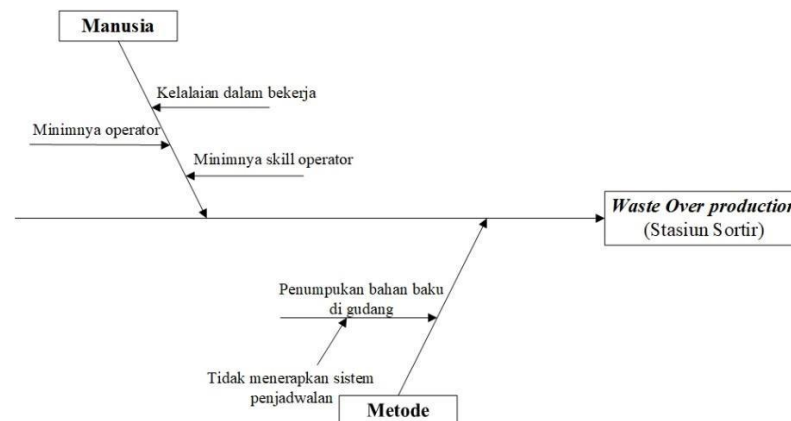 Manusia
Kelalaian dalam bekerja
Minimnya operator
Minimnya skill operator
Waste Over production
(Stasiun Sortir)
Penumpukan bahan baku
di gudang
Tidak menerapkan sistem
penjadwalan
Metode